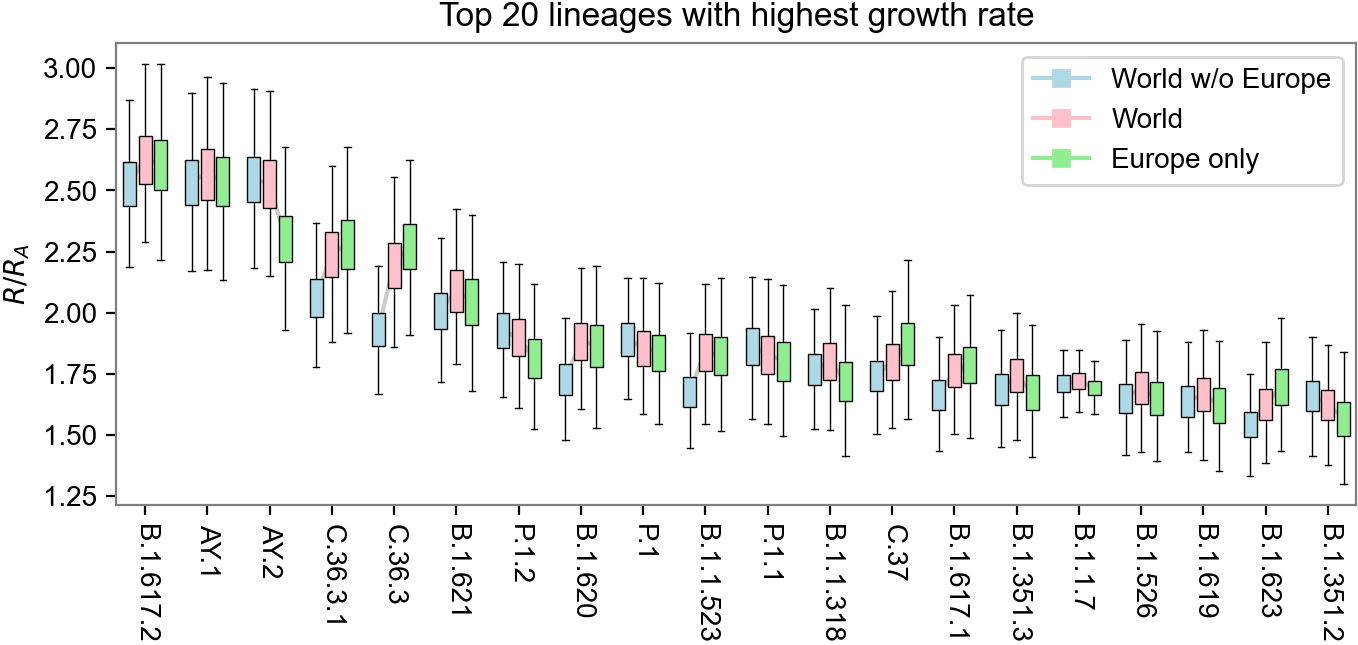 Top 20 lineages with highest growth rate
World w/o Europe
World
Europe only
R/R_A
3.00
2.75
2.50
2.25
2.00
1.75
1.50
1.25
B.1.617.2
AY.1
AY.2
C.36.3.1
C.36.3
B.1.621
P.1.2
B.1.620
P.1
B.1.1.523
P.1.1
B.1.1.318
C.37
B.1.617.1
B.1.351.3
B.1.1.7
B.1.526
B.1.619
B.1.623
B.1.351.2